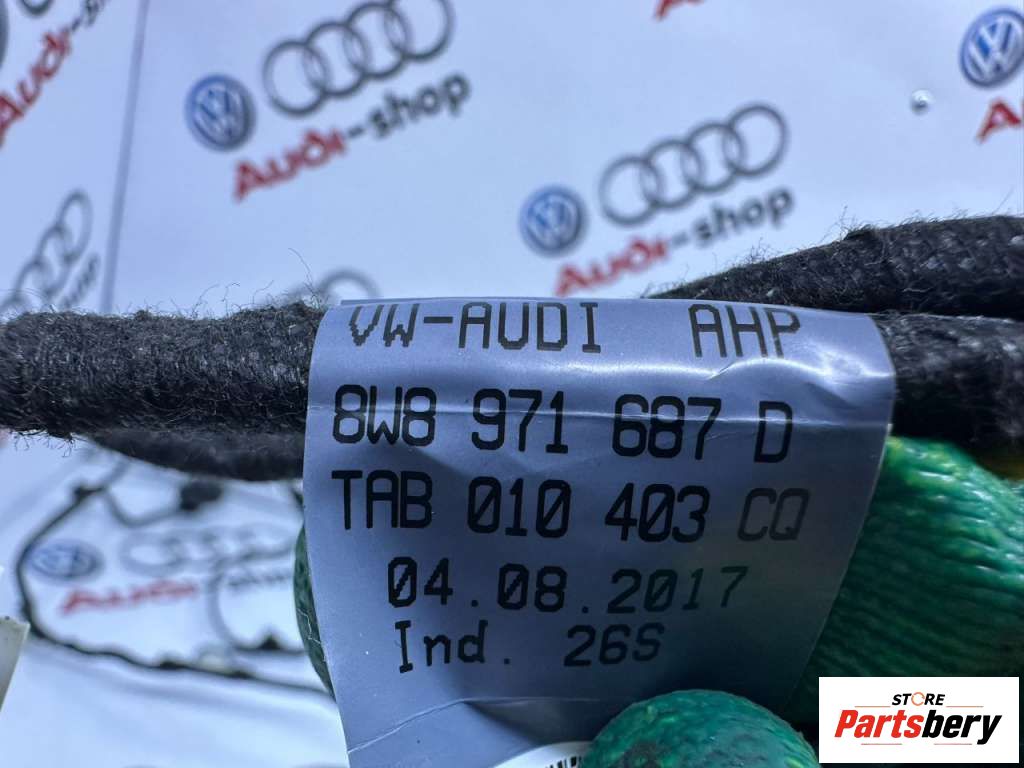 Audi-shop
Audi-shop
VW-AUDI AHP
8W8 971 687 D
TAB 010 403 CQ
04.08.2017
Ind. 26S
STORE
Partsbery